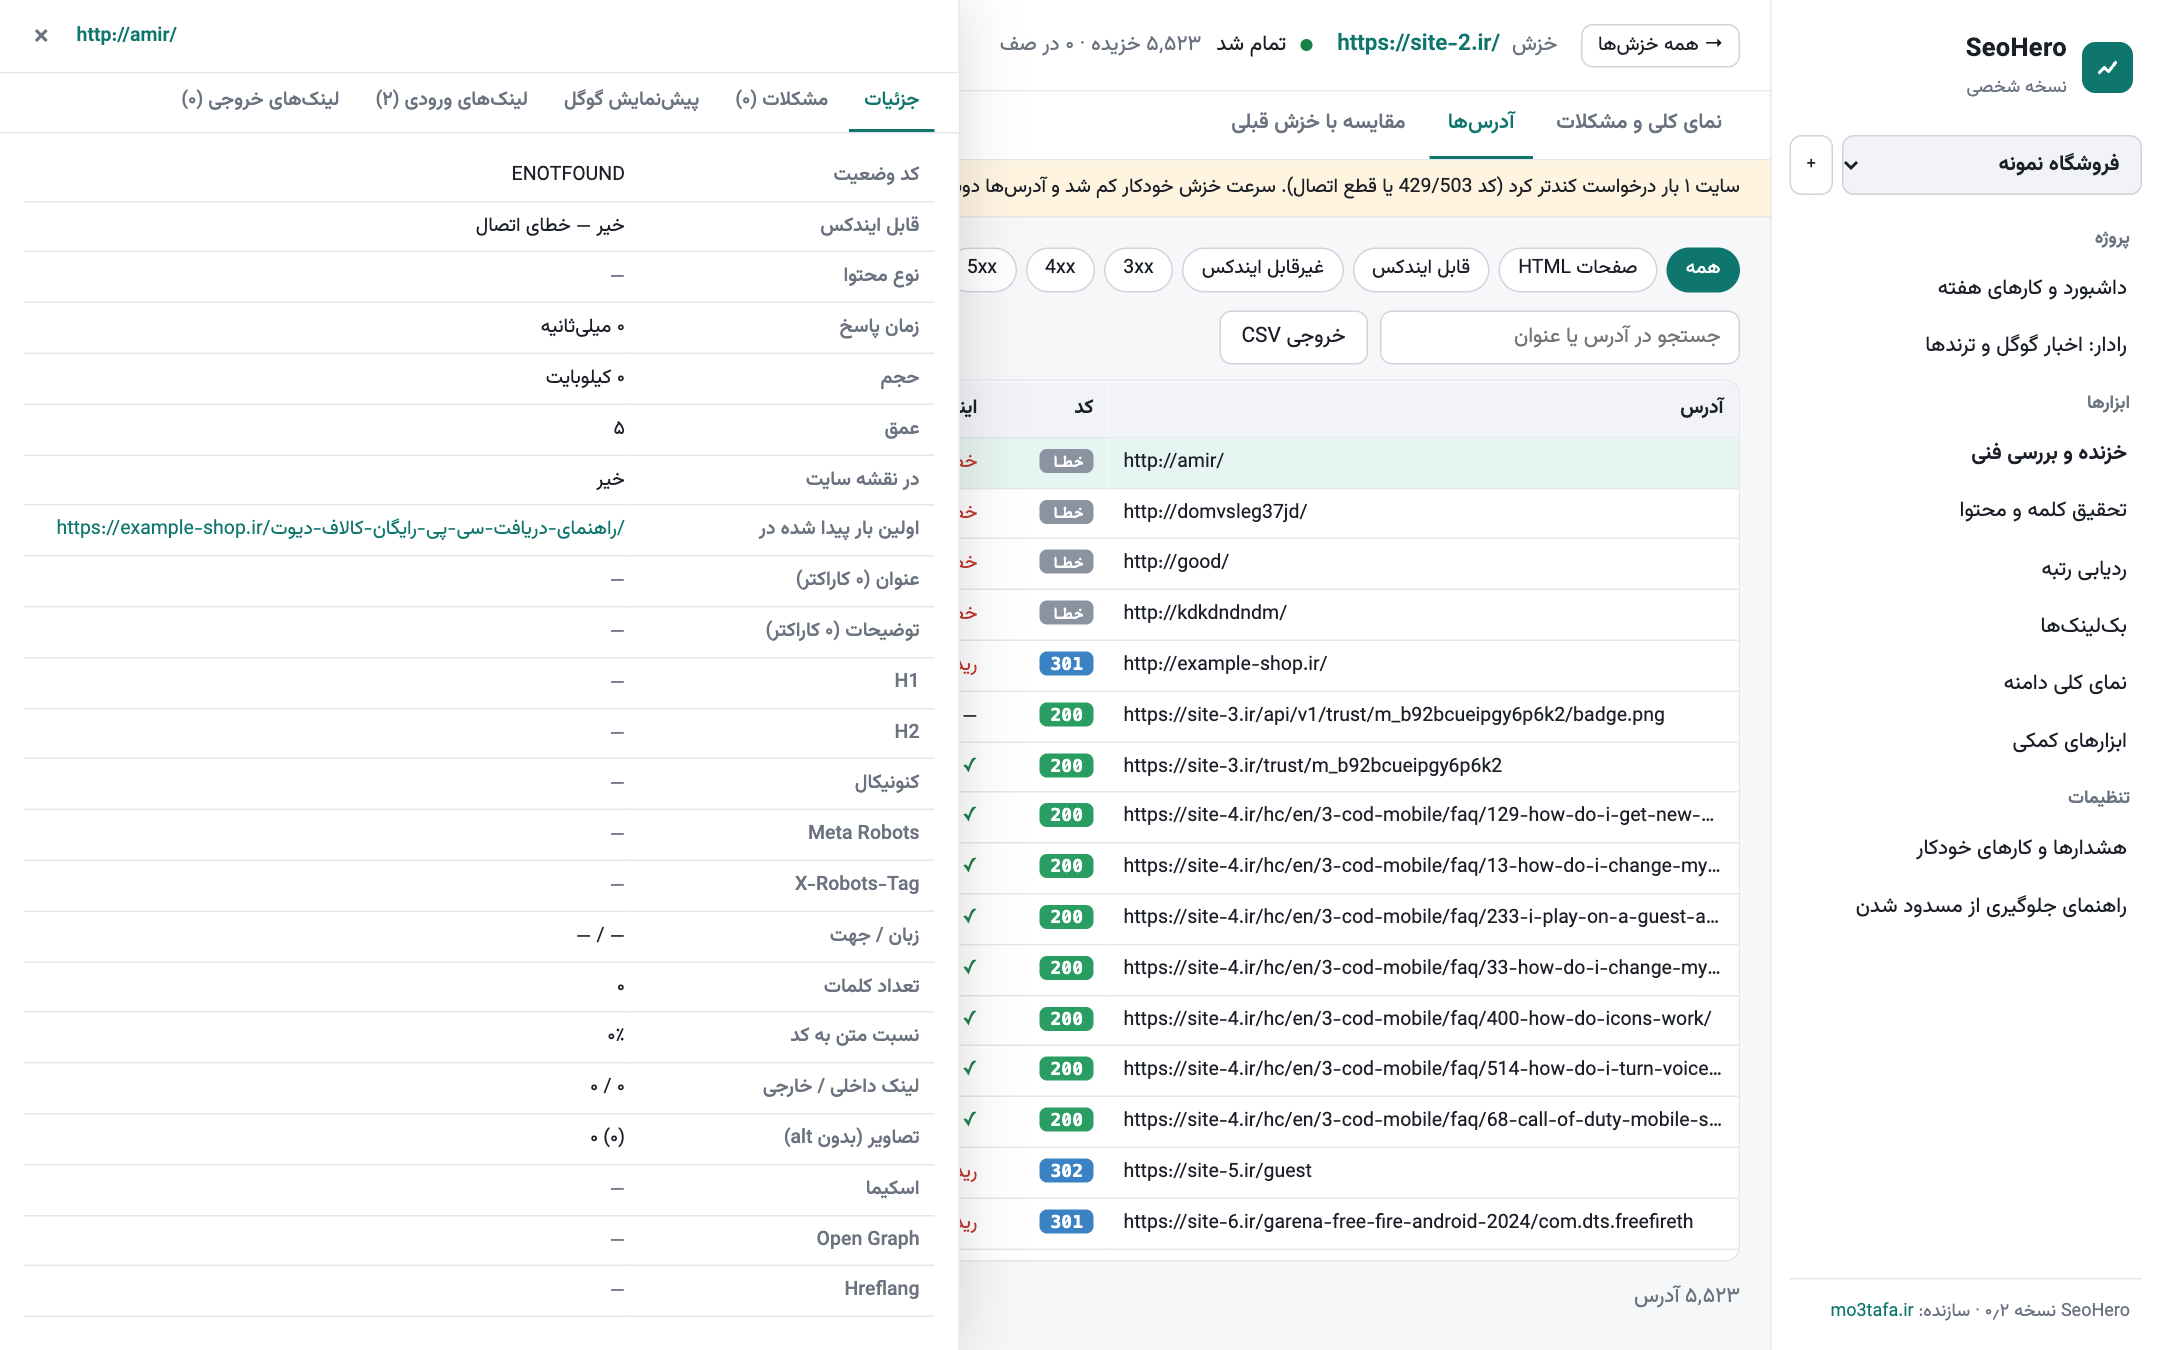 SeoHero
نسخه شخصی
فروشگاه نمونه
+
پروژه
داشبورد و کارهای هفته
رادار: اخبار گوگل و ترندها
ابزارها
خزنده و بررسی فنی
تحقیق کلمه و محتوا
ردیابی رتبه
بک‌لینک‌ها
نمای کلی دامنه
ابزارهای کمکی
تنظیمات
هشدارها و کارهای خودکار
راهنمای جلوگیری از مسدود شدن
SeoHero نسخه ۰٫۲ · سازنده: mo3tafa.ir
→ همه خزش‌ها
خزش https://site-2.ir/ ● تمام شد ۵,۵۲۳ خزیده · ۰ در صف
نمای کلی و مشکلات
آدرس‌ها
مقایسه با خزش قبلی
سایت ۱ بار درخواست کندتر کرد (کد 429/503 یا قطع اتصال). سرعت خزش خودکار کم شد و آدرس‌ها
همه
صفحات HTML
قابل ایندکس
غیرقابل ایندکس
3xx
4xx
5xx
جستجو در آدرس یا عنوان
خروجی CSV
آدرس کد
http://amir/ خطا
http://domvsleg37jd/ خطا
http://good/ خطا
http://kdkdndndm/ خطا
http://example-shop.ir/ 301
https://site-3.ir/api/v1/trust/m_b92bcueipgy6p6k2/badge.png 200 —
https://site-3.ir/trust/m_b92bcueipgy6p6k2 200 ✓
https://site-4.ir/hc/en/3-cod-mobile/faq/129-how-do-i-get-new-... 200 ✓
https://site-4.ir/hc/en/3-cod-mobile/faq/13-how-do-i-change-my... 200 ✓
https://site-4.ir/hc/en/3-cod-mobile/faq/233-i-play-on-a-guest-a... 200 ✓
https://site-4.ir/hc/en/3-cod-mobile/faq/33-how-do-i-change-my... 200 ✓
https://site-4.ir/hc/en/3-cod-mobile/faq/400-how-do-icons-work/ 200 ✓
https://site-4.ir/hc/en/3-cod-mobile/faq/514-how-do-i-turn-voice... 200 ✓
https://site-4.ir/hc/en/3-cod-mobile/faq/68-call-of-duty-mobile-s... 200 ✓
https://site-5.ir/guest 302
https://site-6.ir/garena-free-fire-android-2024/com.dts.freefireth 301
۵,۵۲۳ آدرس
http://amir/ ×
جزئیات
مشکلات (۰)
پیش‌نمایش گوگل
لینک‌های ورودی (۲)
لینک‌های خروجی (۰)
کد وضعیت ENOTFOUND
قابل ایندکس خیر — خطای اتصال
نوع محتوا —
زمان پاسخ ۰ میلی‌ثانیه
حجم ۰ کیلوبایت
عمق ۵
در نقشه سایت خیر
اولین بار پیدا شده در https://example-shop.ir/راهنمای-دریافت-سی-پی-رایگان-کالاف-دیوت/
عنوان (۰ کاراکتر) —
توضیحات (۰ کاراکتر) —
H1 —
H2 —
کنونیکال —
Meta Robots —
X-Robots-Tag —
زبان / جهت — / —
تعداد کلمات ۰
نسبت متن به کد ۰٪
لینک داخلی / خارجی ۰ / ۰
تصاویر (بدون alt) ۰ (۰)
اسکیما —
Open Graph —
Hreflang —